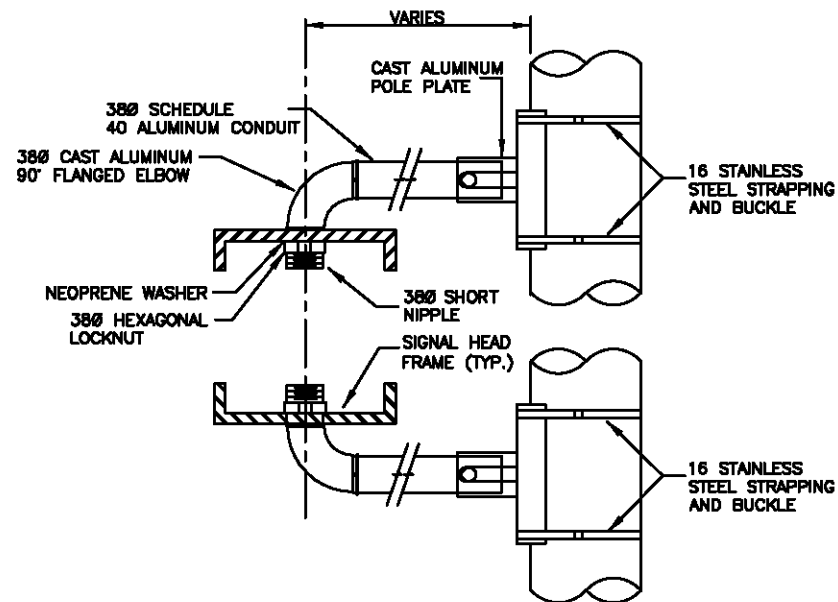 VARIES
CAST ALUMINUM
POLE PLATE
38Ø SCHEDULE
40 ALUMINUM CONDUIT
38Ø CAST ALUMINUM
90° FLANGED ELBOW
16 STAINLESS
STEEL STRAPPING
AND BUCKLE
NEOPRENE WASHER
38Ø HEXAGONAL
LOCKNUT
38Ø SHORT
NIPPLE
SIGNAL HEAD
FRAME (TYP.)
16 STAINLESS
STEEL STRAPPING
AND BUCKLE